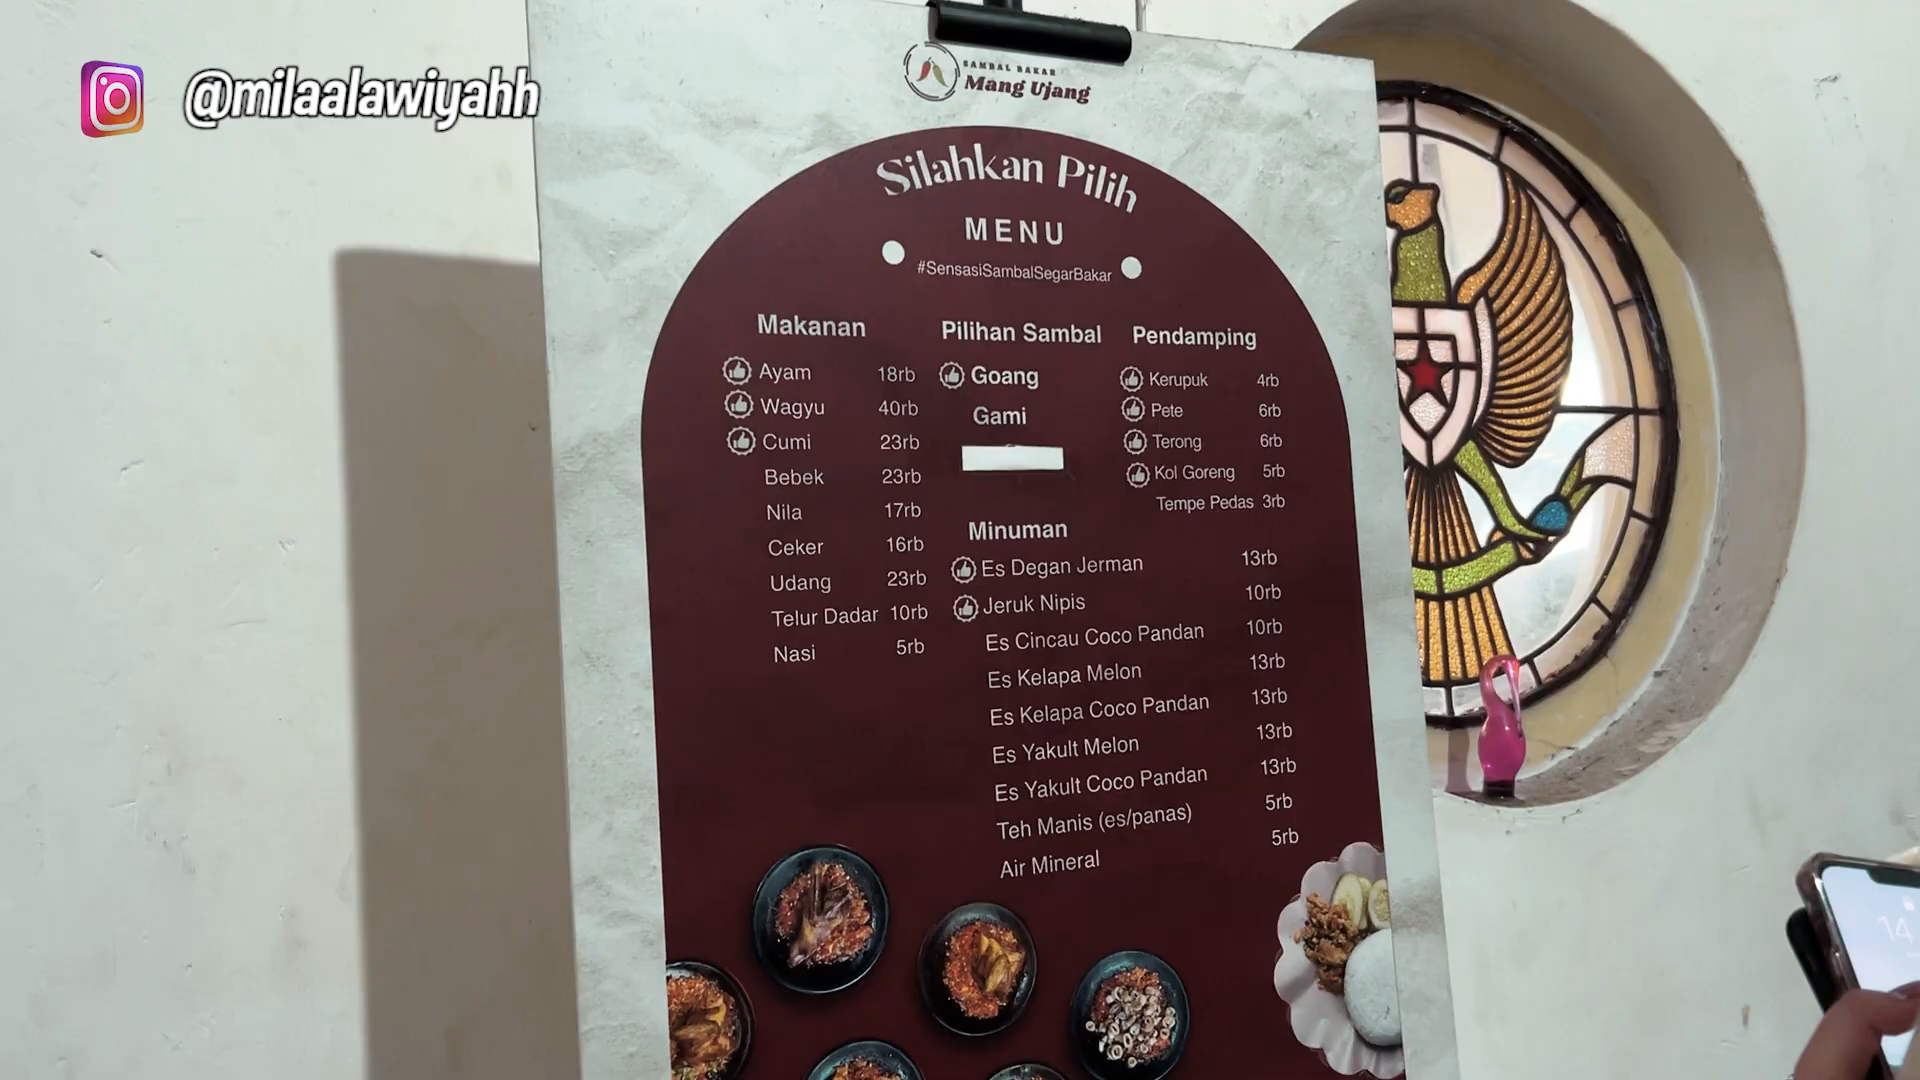 @milaalawiyahh
SAMBAL BAKAR
Mang Ujang
Silahkan Pilih
MENU
#SensasiSambalSegarBakar
Makanan
Ayam 18rb
Wagyu 40rb
Cumi 23rb
Bebek 23rb
Nila 17rb
Ceker 16rb
Udang 23rb
Telur Dadar 10rb
Nasi 5rb
Pilihan Sambal
Goang
Gami
Pendamping
Kerupuk 4rb
Pete 6rb
Terong 6rb
Kol Goreng 5rb
Tempe Pedas 3rb
Minuman
Es Degan Jerman 13rb
Jeruk Nipis 10rb
Es Cincau Coco Pandan 10rb
Es Kelapa Melon 13rb
Es Kelapa Coco Pandan 13rb
Es Yakult Melon 13rb
Es Yakult Coco Pandan 13rb
Teh Manis (es/panas) 5rb
Air Mineral 5rb
14